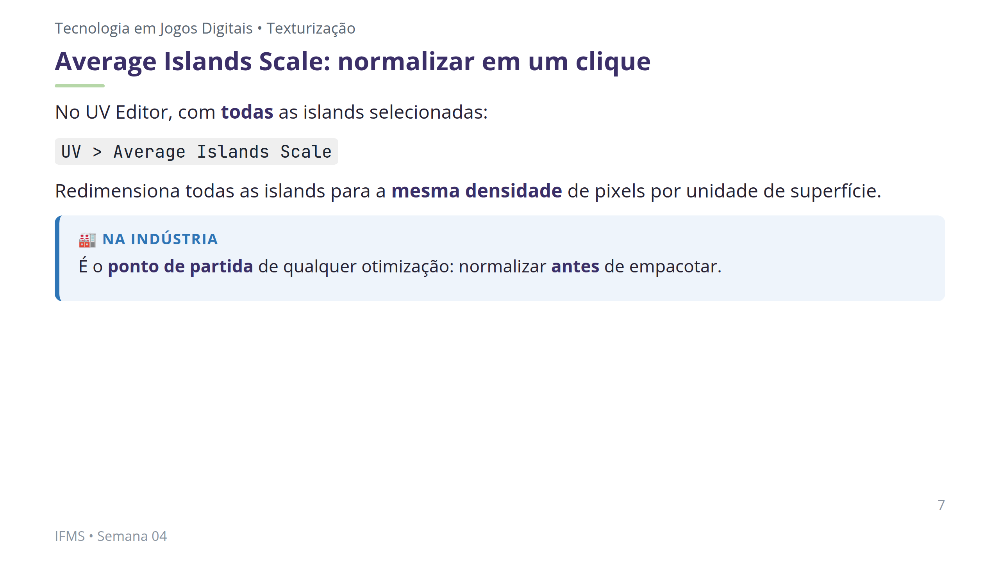 Tecnologia em Jogos Digitais • Texturização
Average Islands Scale: normalizar em um clique
No UV Editor, com todas as islands selecionadas:
UV > Average Islands Scale
Redimensiona todas as islands para a mesma densidade de pixels por unidade de superfície.
🏭 NA INDÚSTRIA
É o ponto de partida de qualquer otimização: normalizar antes de empacotar.
7
IFMS • Semana 04